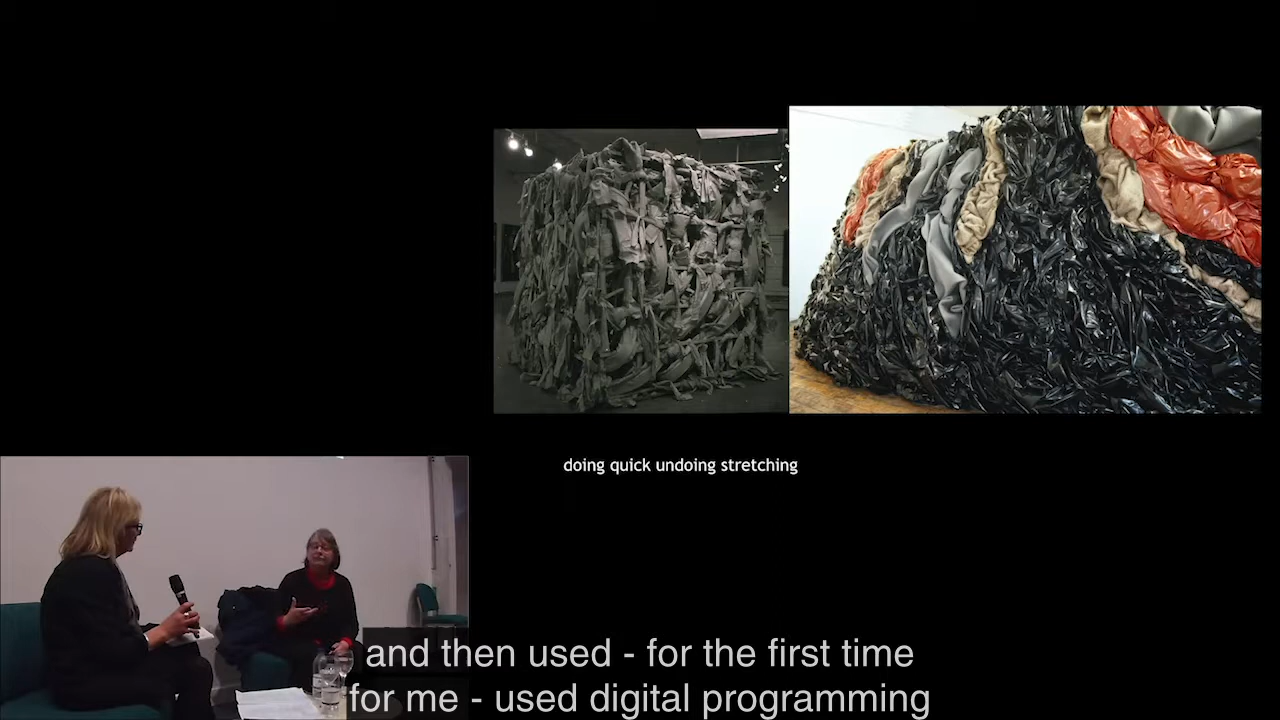 doing quick undoing stretching
and then used - for the first time
for me - used digital programming